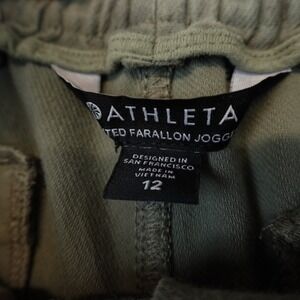 ATHLETA
TED FARALLON JOGG
DESIGNED IN
SAN FRANCISCO
MADE IN
VIETNAM
12